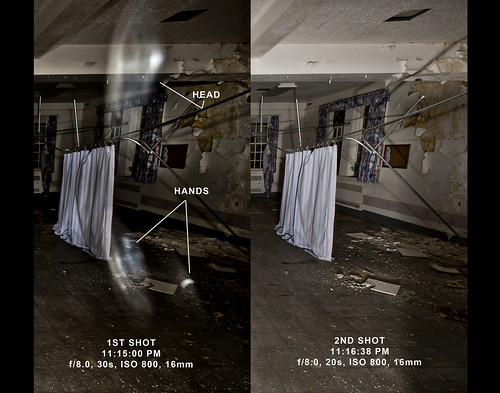 HEAD
HANDS
1ST SHOT
11:15:00 PM
f/8.0, 30s, ISO 800, 16mm
2ND SHOT
11:16:38 PM
f/8:0, 20s, ISO 800, 16mm